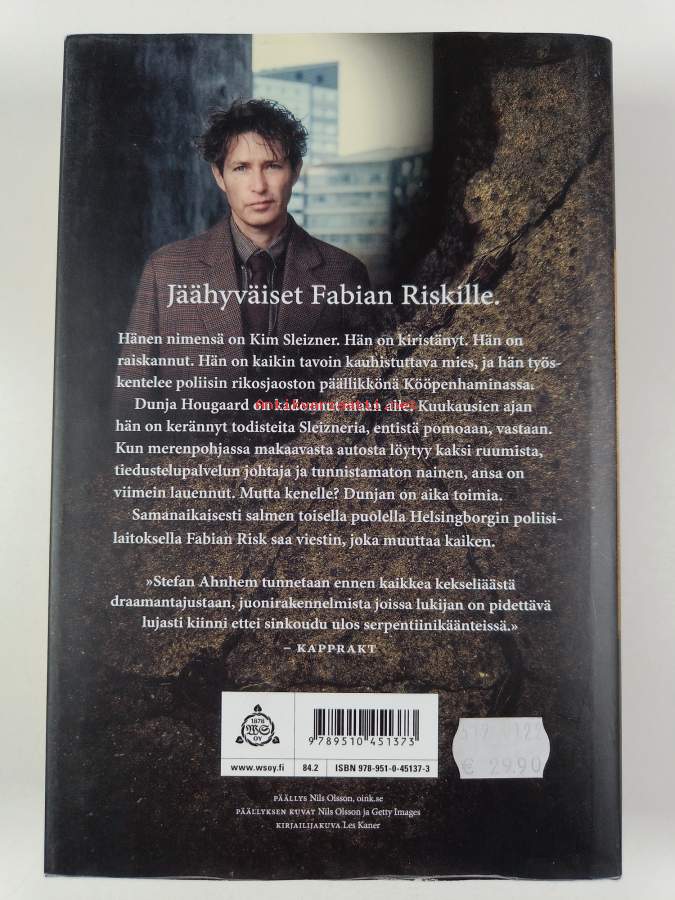 Jäähyväiset Fabian Riskille.
Hänen nimensä on Kim Sleizner. Hän on kiristänyt. Hän on
raiskannut. Hän on kaikin tavoin kauhistuttava mies, ja hän työs-
kentelee poliisin rikosjaoston päällikkönä Kööpenhaminassa.
Dunja Hougaard on kadonnut maan alle. Kuukausien ajan
hän on kerännyt todisteita Sleizneria, entistä pomoaan, vastaan.
Kun merenpohjassa makaavasta autosta löytyy kaksi ruumista,
tiedustelupalvelun johtaja ja tunnistamaton nainen, ansa on
viimein lauennut. Mutta kenelle? Dunjan on aika toimia.
Samanaikaisesti salmen toisella puolella Helsingborgin poliisi-
laitoksella Fabian Risk saa viestin, joka muuttaa kaiken.
»Stefan Ahnhem tunnetaan ennen kaikkea kekseliäästä
draamantajustaan, juonirakennelmista joissa lukijan on pidettävä
lujasti kiinni ettei sinkoudu ulos serpentiinikäänteissä.»
– KAPPRAKT
1878
WS
OY
9789510451373
www.wsoy.fi
84.2
ISBN 978-951-0-45137-3
€ 29.90
PÄÄLLYS Nils Olsson, oink.se
PÄÄLLYKSEN KUVAT Nils Olsson ja Getty Images
KIRJAILIJAKUVA Les Kaner